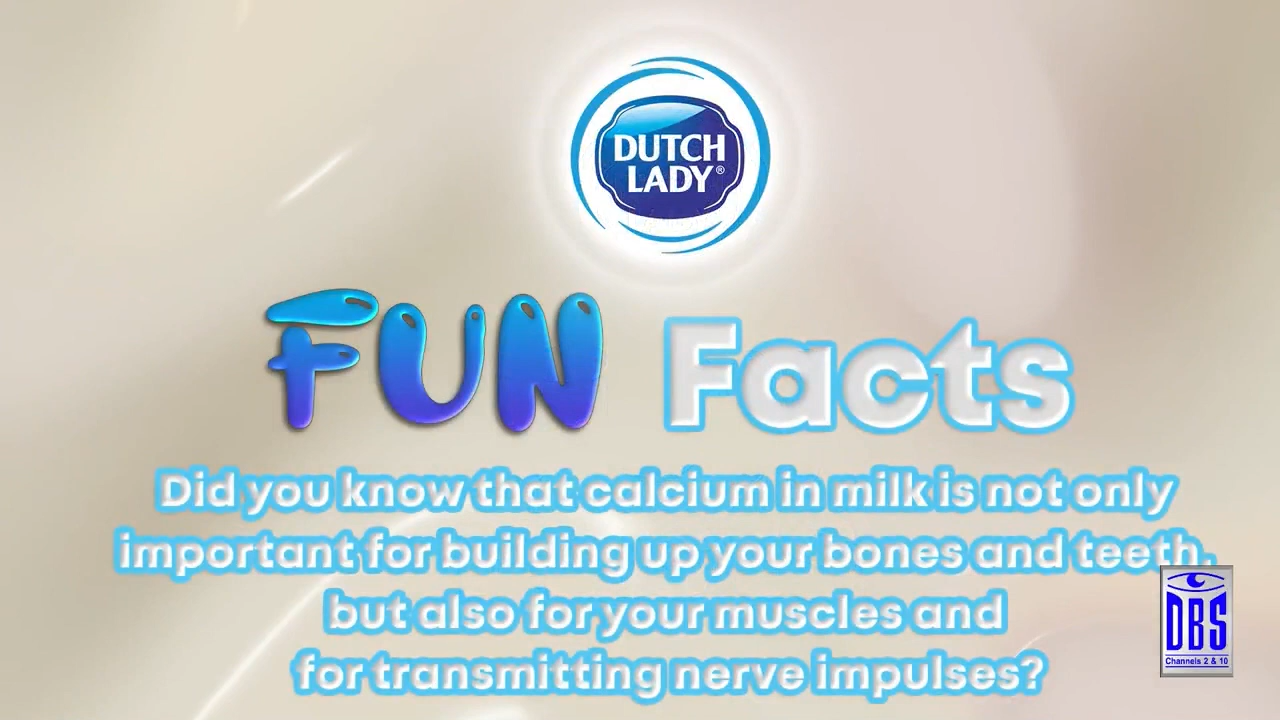 DUTCH
LADY®
FUN Facts
Did you know that calcium in milk is not only
important for building up your bones and teeth,
but also for your muscles and
for transmitting nerve impulses?
DBS
Channels 2 & 10